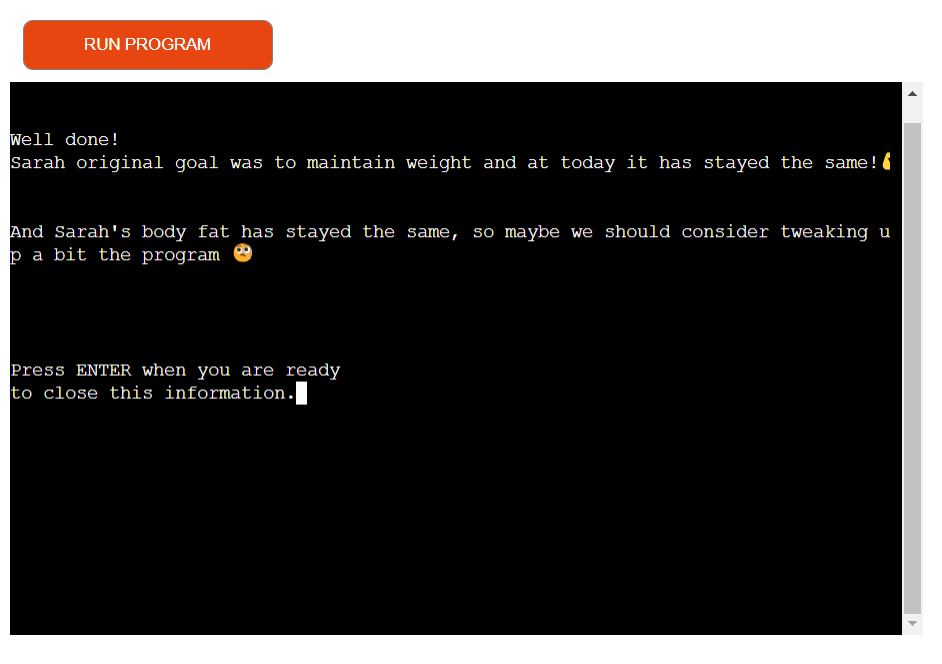 RUN PROGRAM
Well done!
Sarah original goal was to maintain weight and at today it has stayed the same!
And Sarah's body fat has stayed the same, so maybe we should consider tweaking u
p a bit the program 🙄
Press ENTER when you are ready
to close this information.